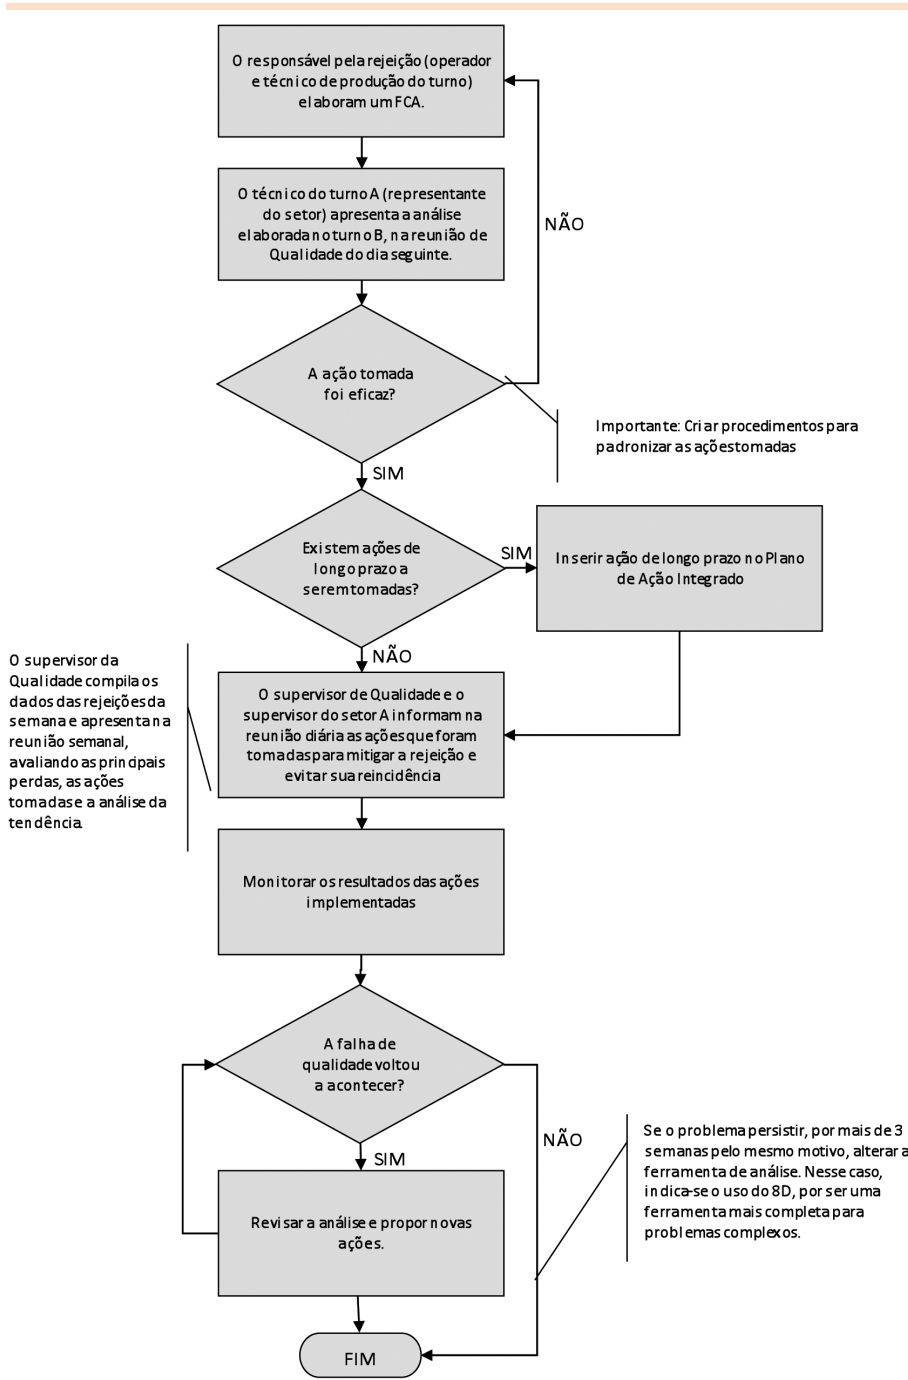 O responsável pela rejeição (operador
e técnico de produção do turno)
elaboram um FCA.
O técnico do turno A (representante
do setor) apresenta a análise
elaborada no turno B, na reunião de
Qualidade do dia seguinte.
NÃO
A ação tomada
foi eficaz?
Importante: Criar procedimentos para
padronizar as ações tomadas
SIM
Existem ações de
longo prazo a
serem tomadas?
SIM
Inserir ação de longo prazo no Plano
de Ação Integrado
NÃO
O supervisor da
Qualidade compila os
dados das rejeições da
semana e apresenta na
reunião semanal,
avaliando as principais
perdas, as ações
tomadas e a análise da
tendência.
O supervisor de Qualidade e o
supervisor do setor A informam na
reunião diária as ações que foram
tomadas para mitigar a rejeição e
evitar sua reincidência
Monitorar os resultados das ações
implementadas
A falha de
qualidade voltou
a acontecer?
NÃO
Se o problema persistir, por mais de 3
semanas pelo mesmo motivo, alterar a
ferramenta de análise. Nesse caso,
indica-se o uso do 8D, por ser uma
ferramenta mais completa para
problemas complexos.
SIM
Revisar a análise e propor novas
ações.
FIM